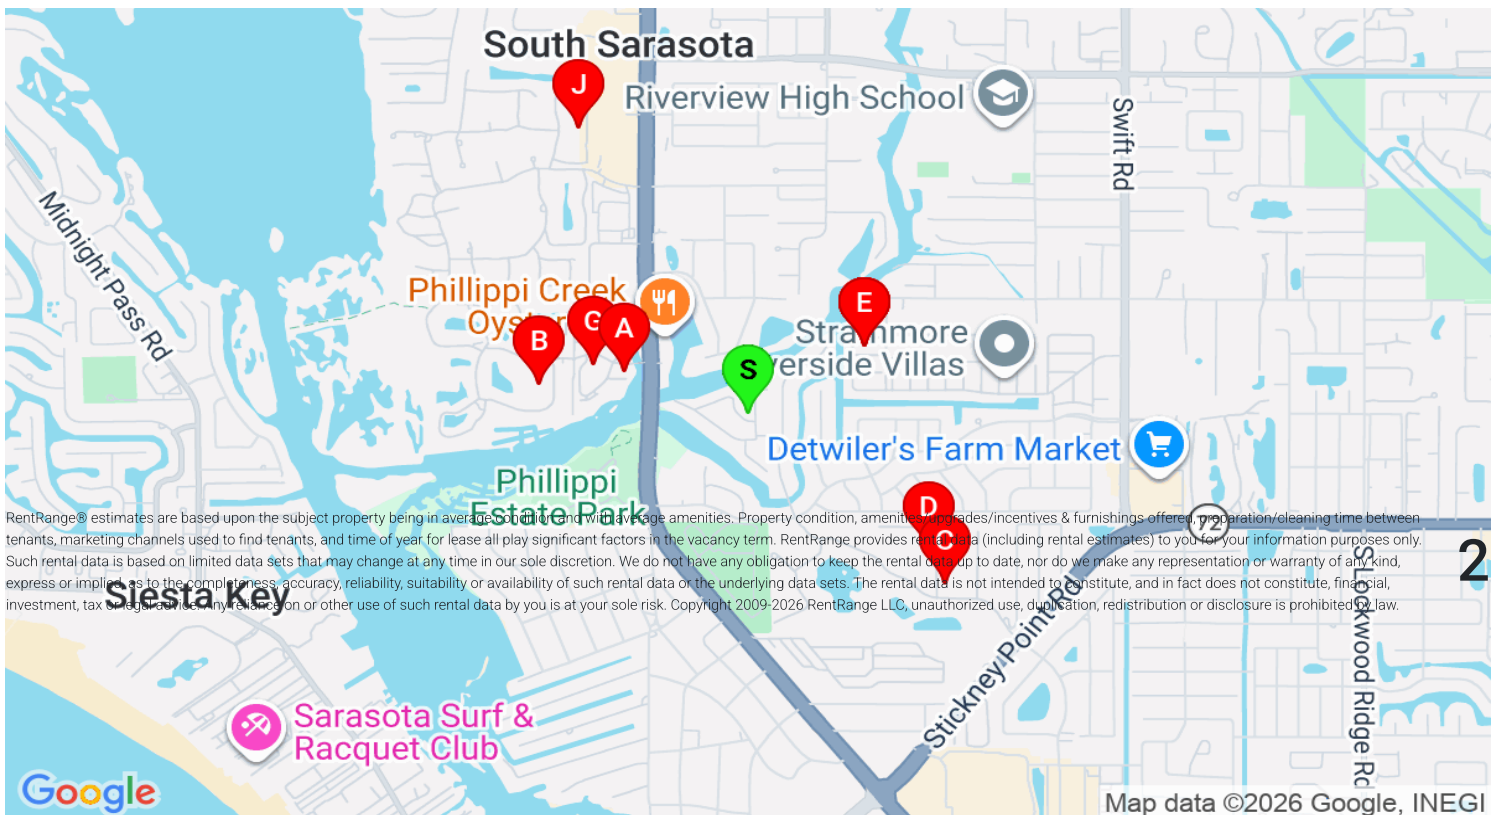 South Sarasota
J
Riverview High School
Swift Rd
Midnight Pass Rd
Phillippi Creek
Oyster
B
G
A
E
Strathmore
verside Villas
S
Detwiler's Farm Market
Phillippi
Estate Park
D
C
72
RentRange® estimates are based upon the subject property being in average condition and with average amenities. Property condition, amenities/upgrades/incentives & furnishings offered, preparation/cleaning time between
tenants, marketing channels used to find tenants, and time of year for lease all play significant factors in the vacancy term. RentRange provides rental data (including rental estimates) to you for your information purposes only.
Such rental data is based on limited data sets that may change at any time in our sole discretion. We do not have any obligation to keep the rental data up to date, nor do we make any representation or warranty of any kind,
express or implied, as to the completeness, accuracy, reliability, suitability or availability of such rental data or the underlying data sets. The rental data is not intended to constitute, and in fact does not constitute, financial,
investment, tax or legal advice. Any reliance on or other use of such rental data by you is at your sole risk. Copyright 2009-2026 RentRange LLC, unauthorized use, duplication, redistribution or disclosure is prohibited by law.
2
Siesta Key
Stickney Point Rd
S Lockwood Ridge Rd
Sarasota Surf &
Racquet Club
Google
Map data ©2026 Google, INEGI